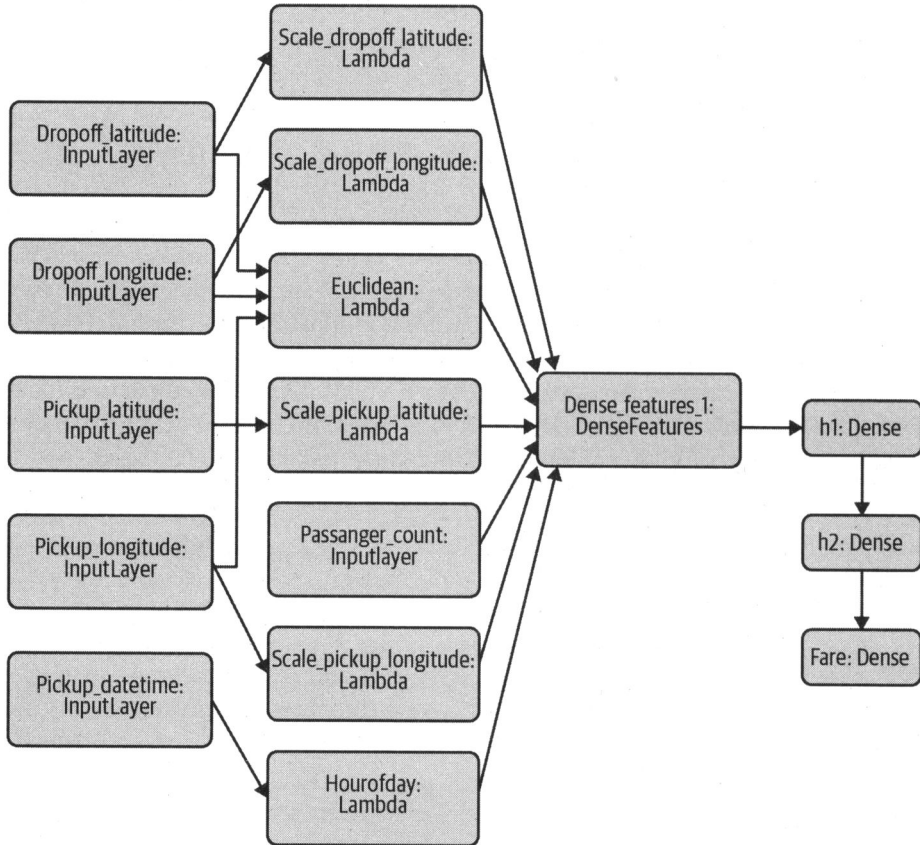 Dropoff_latitude:
InputLayer
Dropoff_longitude:
InputLayer
Pickup_latitude:
InputLayer
Pickup_longitude:
InputLayer
Pickup_datetime:
InputLayer
Scale_dropoff_latitude:
Lambda
Scale_dropoff_longitude:
Lambda
Euclidean:
Lambda
Scale_pickup_latitude:
Lambda
Passanger_count:
Inputlayer
Scale_pickup_longitude:
Lambda
Hourofday:
Lambda
Dense_features_1:
DenseFeatures
h1: Dense
h2: Dense
Fare: Dense